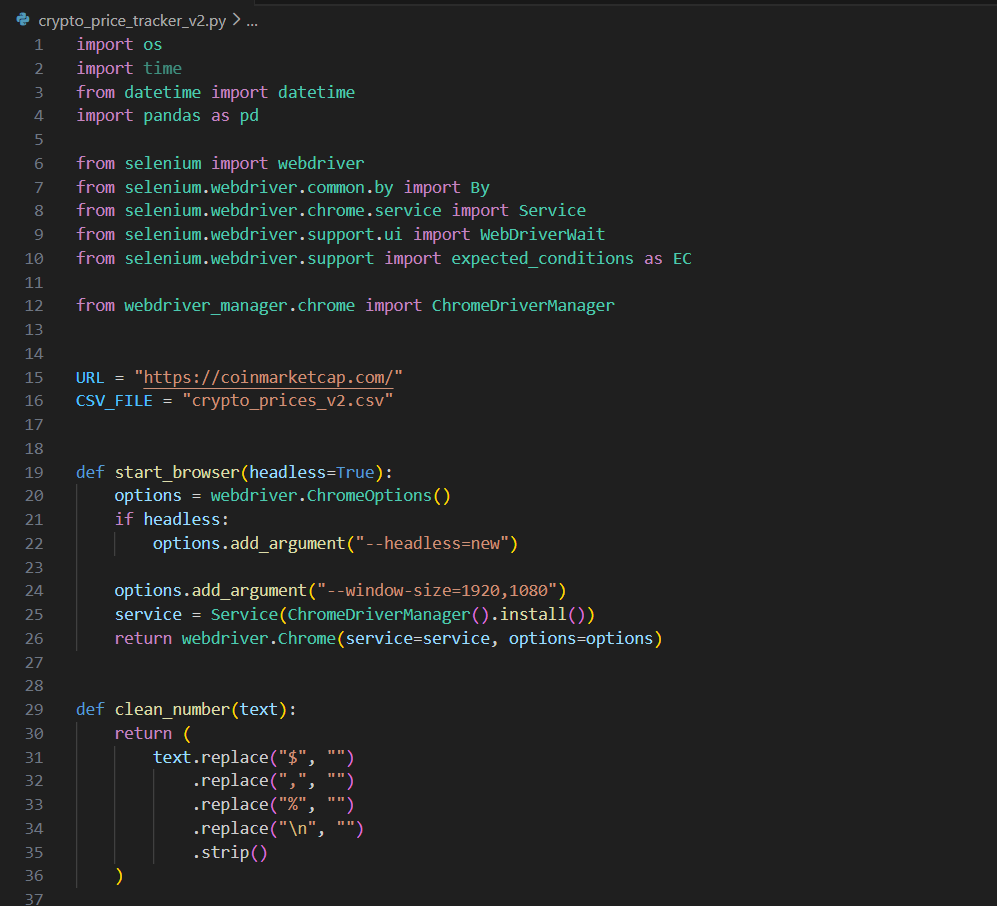 crypto_price_tracker_v2.py > ...
1 import os
2 import time
3 from datetime import datetime
4 import pandas as pd
5
6 from selenium import webdriver
7 from selenium.webdriver.common.by import By
8 from selenium.webdriver.chrome.service import Service
9 from selenium.webdriver.support.ui import WebDriverWait
10 from selenium.webdriver.support import expected_conditions as EC
11
12 from webdriver_manager.chrome import ChromeDriverManager
13
14
15 URL = "https://coinmarketcap.com/"
16 CSV_FILE = "crypto_prices_v2.csv"
17
18
19 def start_browser(headless=True):
20     options = webdriver.ChromeOptions()
21     if headless:
22         options.add_argument("--headless=new")
23
24     options.add_argument("--window-size=1920,1080")
25     service = Service(ChromeDriverManager().install())
26     return webdriver.Chrome(service=service, options=options)
27
28
29 def clean_number(text):
30     return (
31         text.replace("$", "")
32             .replace(",", "")
33             .replace("%", "")
34             .replace("\n", "")
35             .strip()
36     )
37